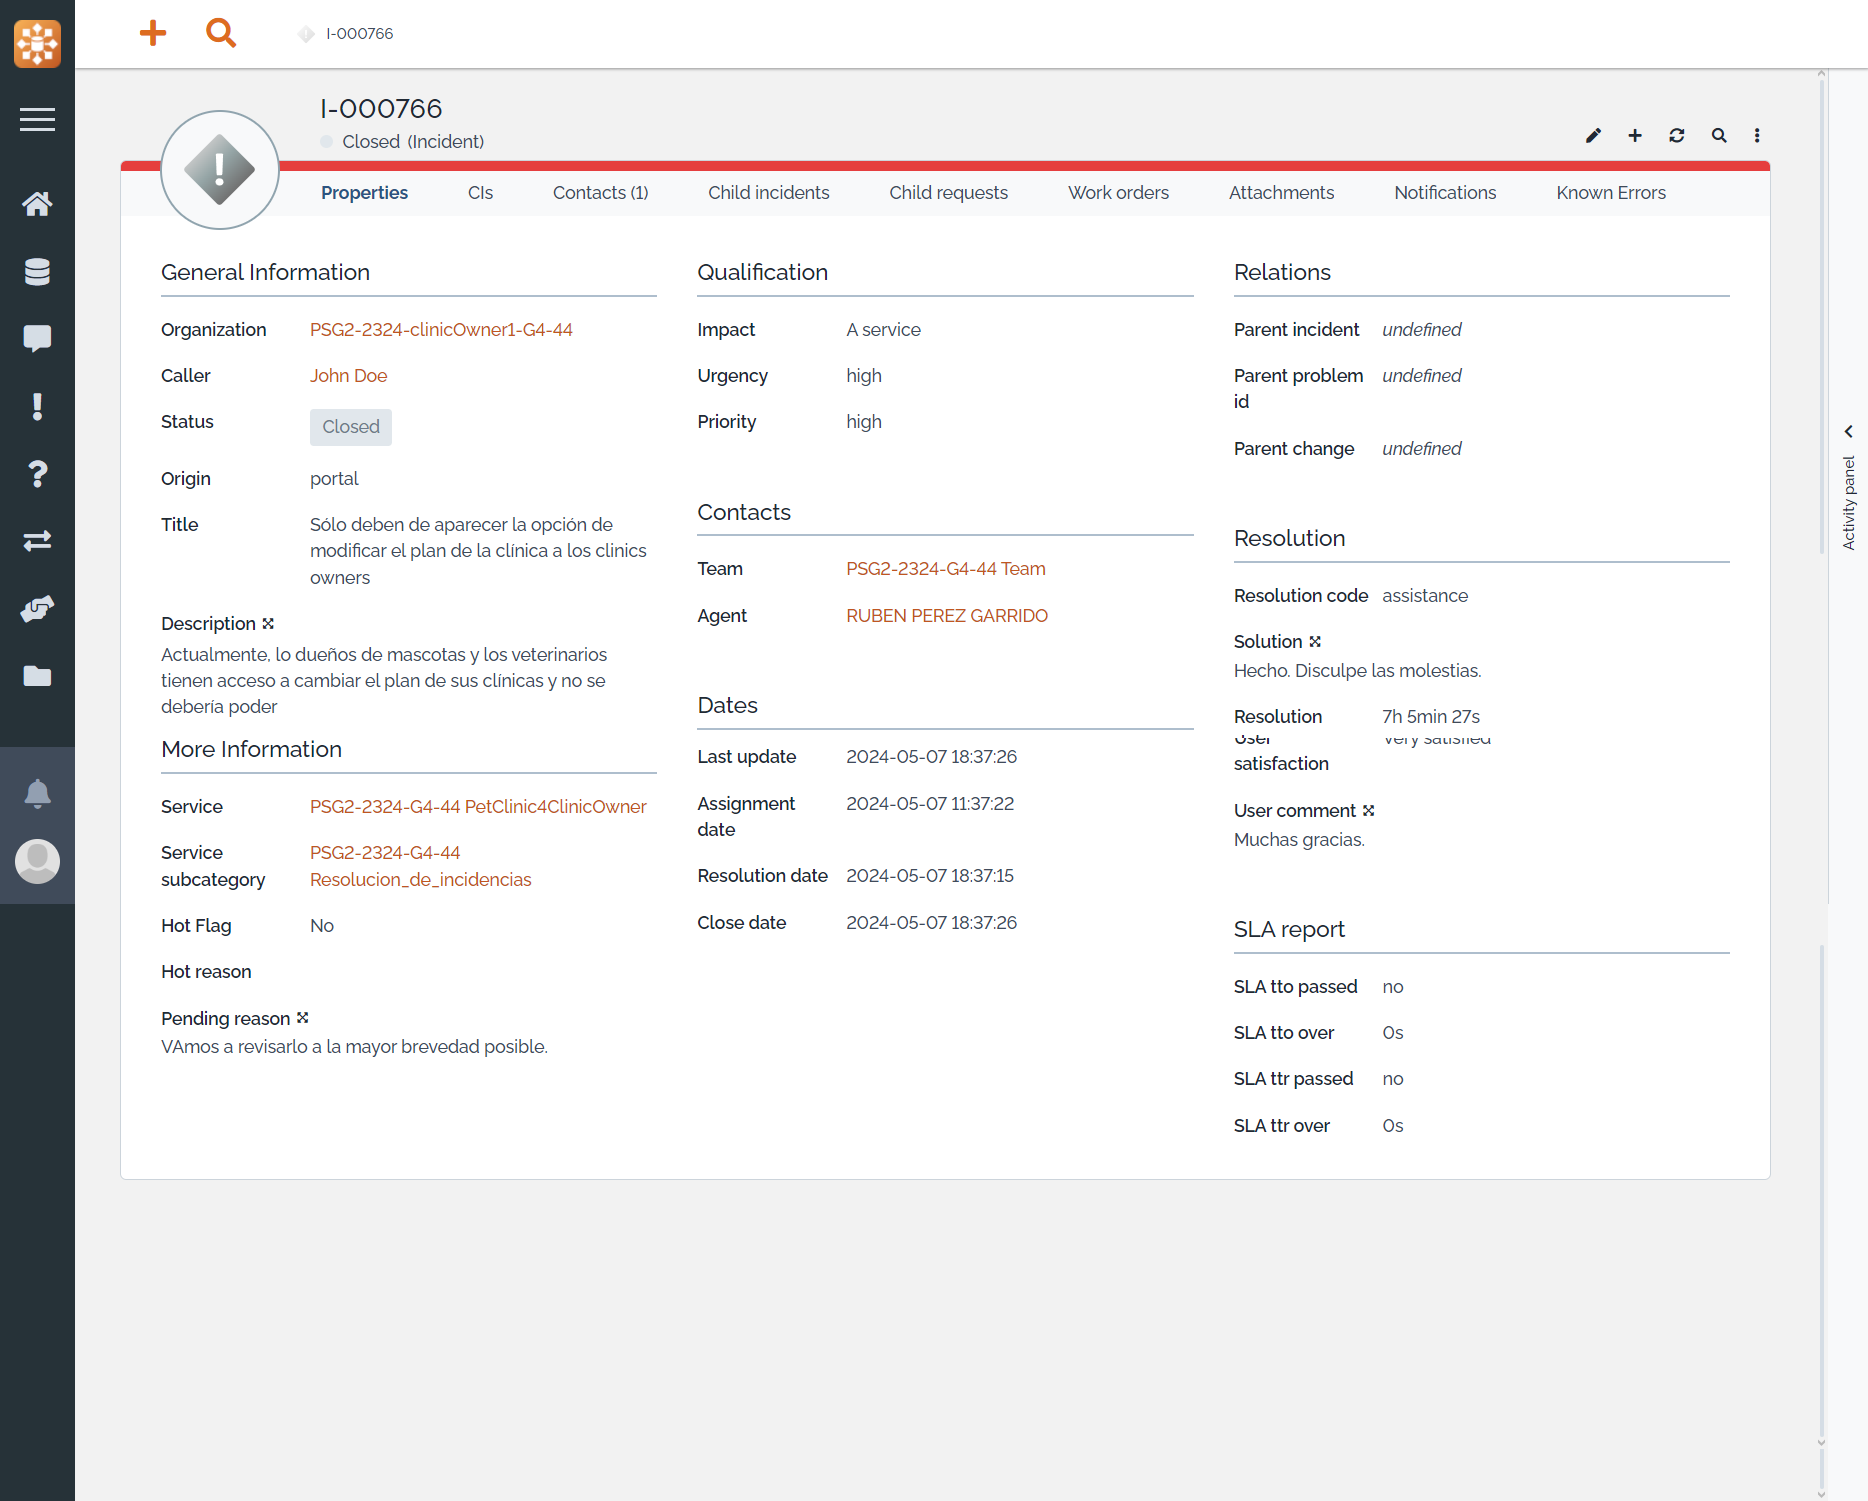 I-000766
I-000766
Closed (Incident)
Properties CIs Contacts (1) Child incidents Child requests Work orders Attachments Notifications Known Errors
General Information
Organization PSG2-2324-clinicOwner1-G4-44
Caller John Doe
Status Closed
Origin portal
Title Sólo deben de aparecer la opción de
modificar el plan de la clínica a los clinics
owners
Description
Actualmente, lo dueños de mascotas y los veterinarios
tienen acceso a cambiar el plan de sus clínicas y no se
debería poder
More Information
Service PSG2-2324-G4-44 PetClinic4ClinicOwner
Service PSG2-2324-G4-44
subcategory Resolucion_de_incidencias
Hot Flag No
Hot reason
Pending reason
VAmos a revisarlo a la mayor brevedad posible.
Qualification
Impact A service
Urgency high
Priority high
Contacts
Team PSG2-2324-G4-44 Team
Agent RUBEN PEREZ GARRIDO
Dates
Last update 2024-05-07 18:37:26
Assignment 2024-05-07 11:37:22
date
Resolution date 2024-05-07 18:37:15
Close date 2024-05-07 18:37:26
Relations
Parent incident undefined
Parent problem undefined
id
Parent change undefined
Resolution
Resolution code assistance
Solution
Hecho. Disculpe las molestias.
Resolution 7h 5min 27s
User Very satisfied
satisfaction
User comment
Muchas gracias.
SLA report
SLA tto passed no
SLA tto over 0s
SLA ttr passed no
SLA ttr over 0s
Activity panel